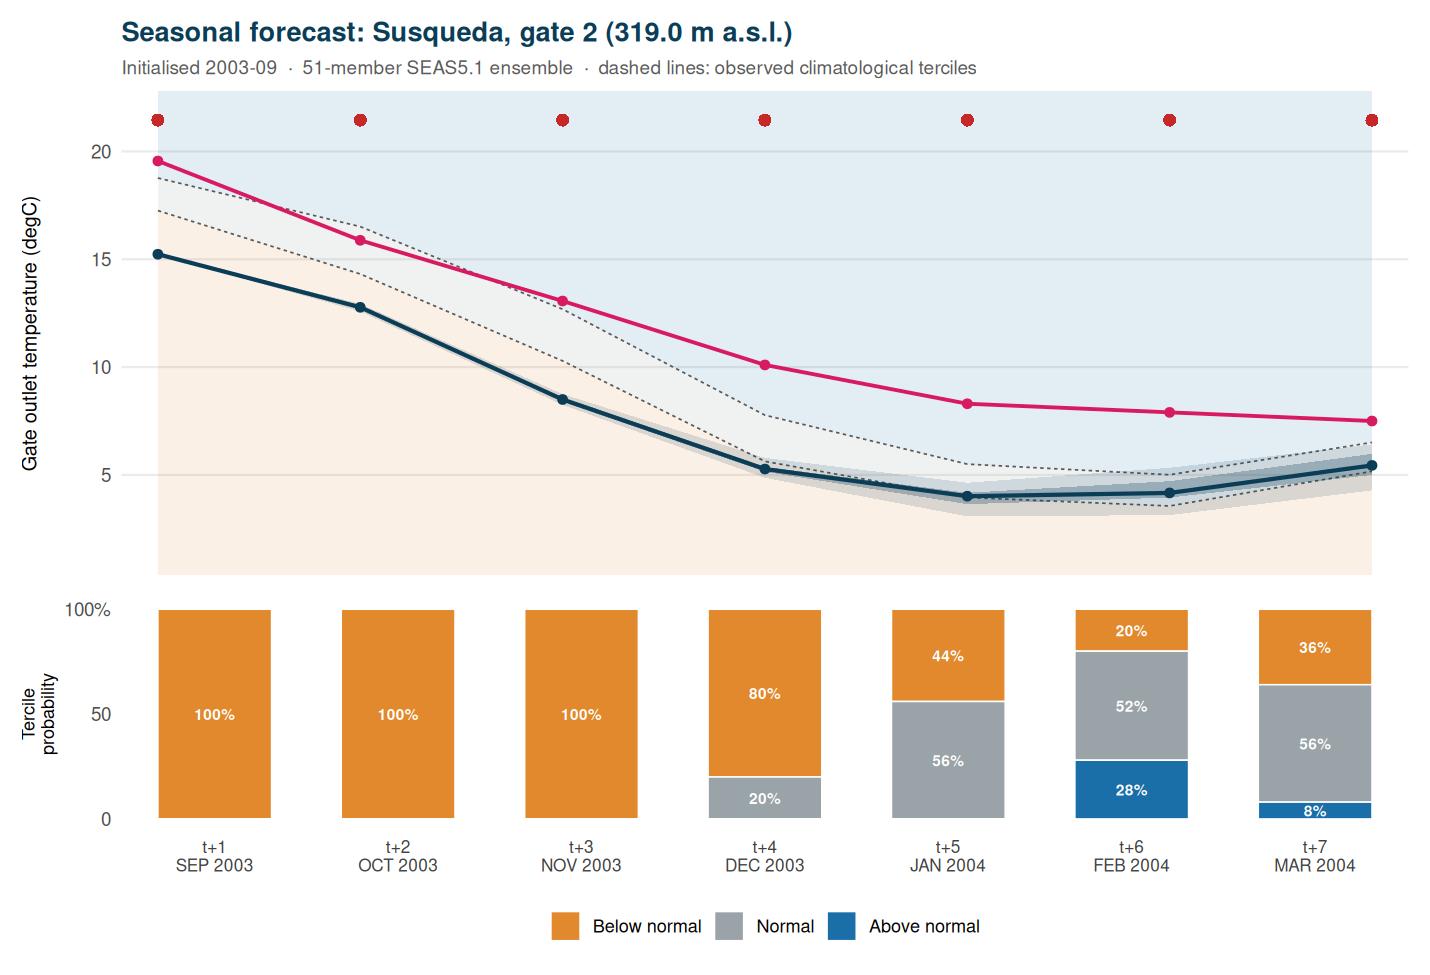 Seasonal forecast: Susqueda, gate 2 (319.0 m a.s.l.)
Initialised 2003-09 · 51-member SEAS5.1 ensemble · dashed lines: observed climatological terciles
Gate outlet temperature (degC)
20
15
10
5
Tercile
probability
100%
50
0
100%
100%
100%
80%
20%
44%
56%
20%
52%
28%
36%
56%
8%
t+1
SEP 2003
t+2
OCT 2003
t+3
NOV 2003
t+4
DEC 2003
t+5
JAN 2004
t+6
FEB 2004
t+7
MAR 2004
Below normal
Normal
Above normal